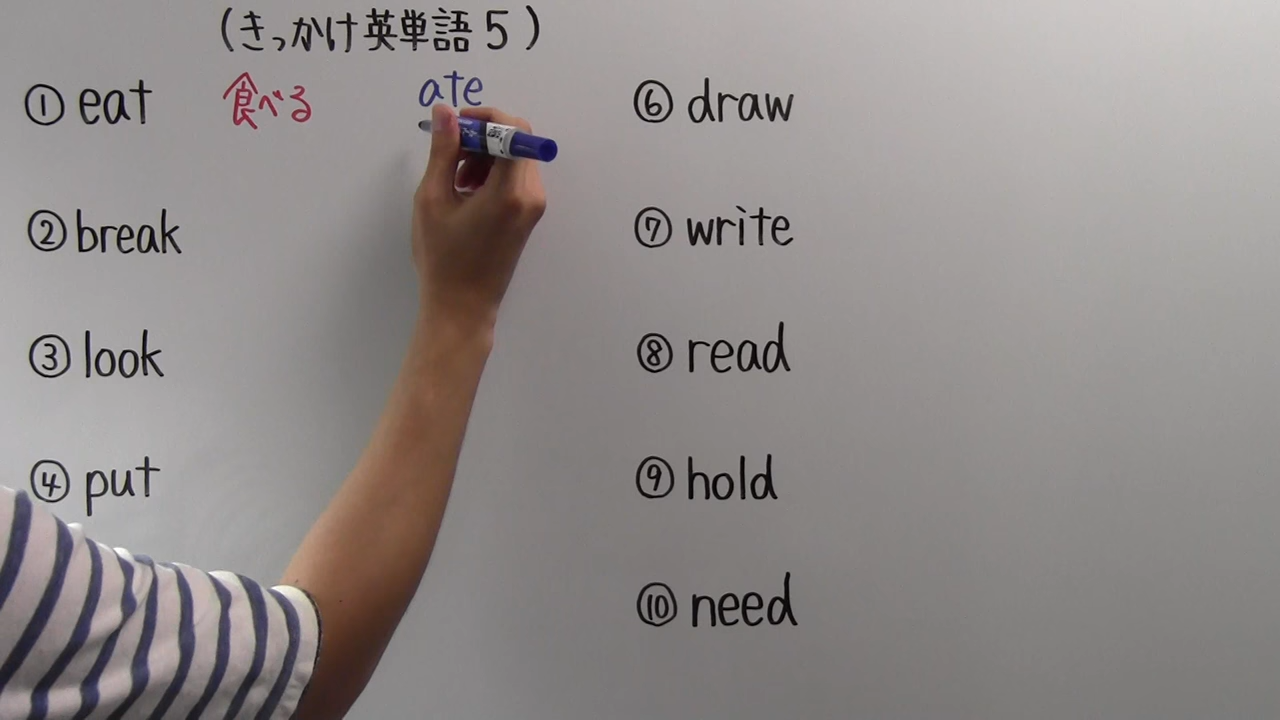 (きっかけ英単語5)
① eat 食べる ate
② break
③ look
④ put
⑥ draw
⑦ write
⑧ read
⑨ hold
⑩ need